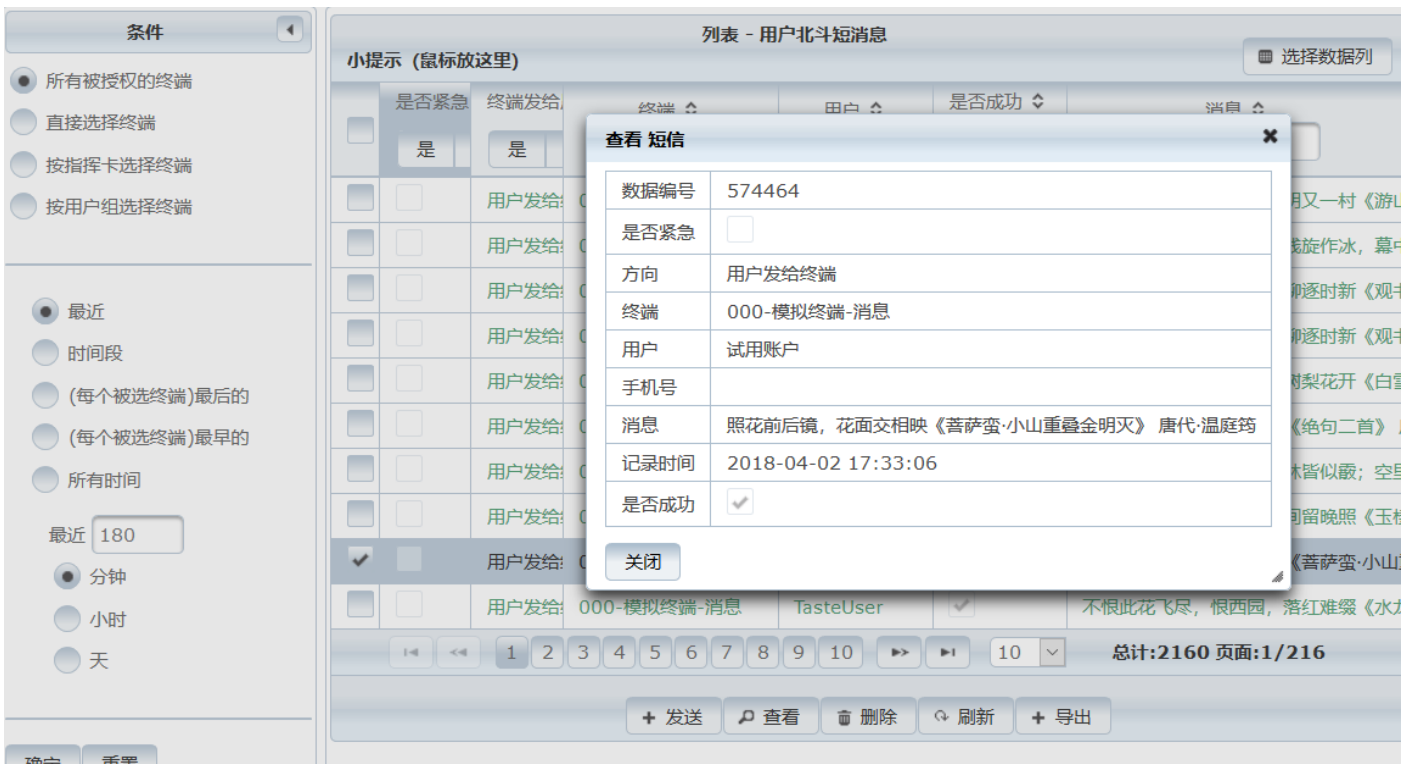 条件
所有被授权的终端
直接选择终端
按指挥卡选择终端
按用户组选择终端
最近
时间段
(每个被选终端)最后的
(每个被选终端)最早的
所有时间
最近 180
分钟
小时
天
确定 重置
列表 - 用户北斗短消息
小提示 (鼠标放这里)
选择数据列
是否紧急 终端发给 终端 用户 是否成功 消息
是 是
查看 短信
数据编号 574464
是否紧急
方向 用户发给终端
终端 000-模拟终端-消息
用户 试用账户
手机号
消息 照花前后镜，花面交相映《菩萨蛮·小山重叠金明灭》 唐代·温庭筠
记录时间 2018-04-02 17:33:06
是否成功
关闭
用户发给 明又一村《游山
用户发给 旋作冰，幕中
用户发给 柳逐时新《观书
用户发给 柳逐时新《观书
用户发给 树梨花开《白雪
用户发给 《绝句二首》
用户发给 皆似霰；空里
用户发给 间留晚照《玉楼
用户发给 《菩萨蛮·小山
用户发给 000-模拟终端-消息 TasteUser 不恨此花飞尽，恨西园，落红难缀《水龙
1 2 3 4 5 6 7 8 9 10 10 总计:2160 页面:1/216
发送 查看 删除 刷新 导出